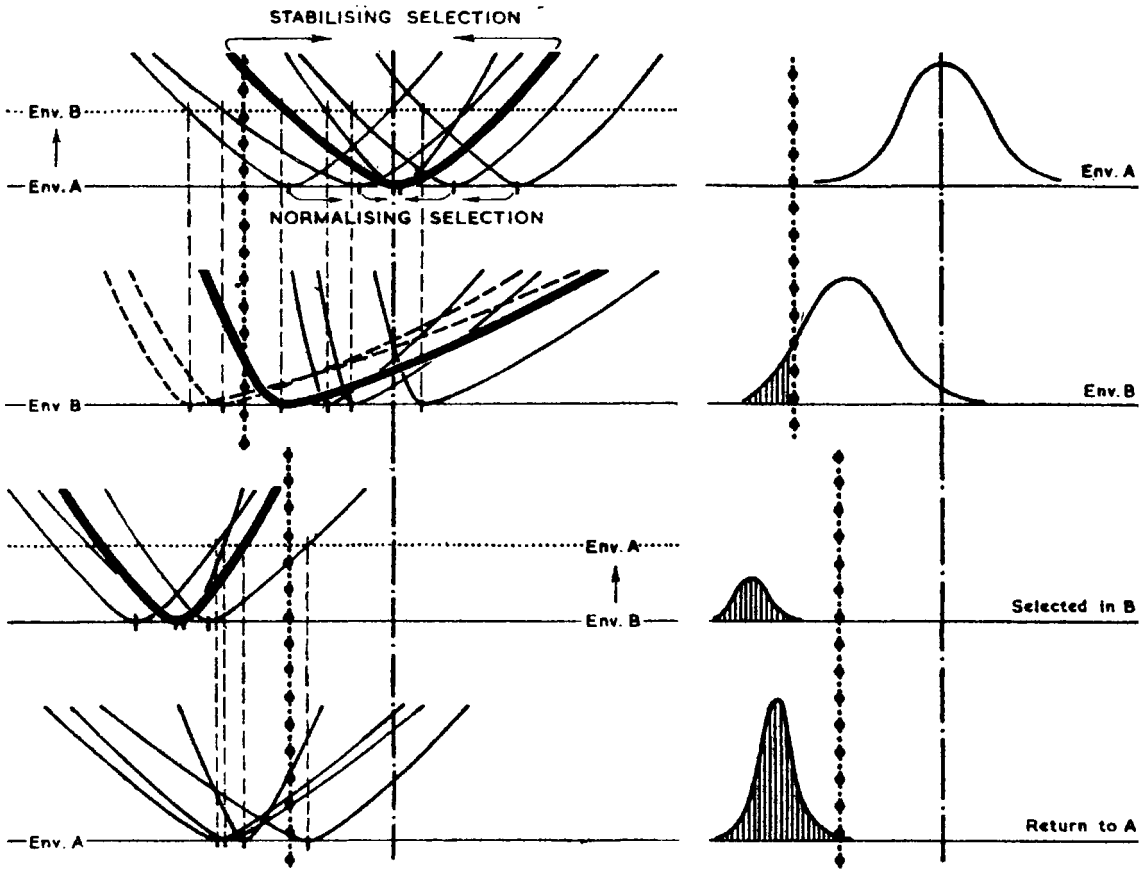 STABILISING SELECTION
Env. B
Env. A
Env. A
NORMALISING SELECTION
Env B
Env.B
Env. A
Env. B
Selected in B
Env. A
Return to A